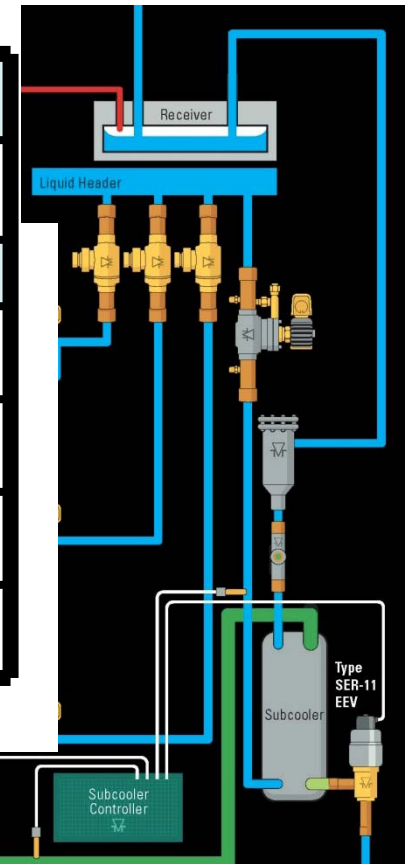 Receiver
Liquid Header
Type
SER-11
EEV
Subcooler
Subcooler
Controller